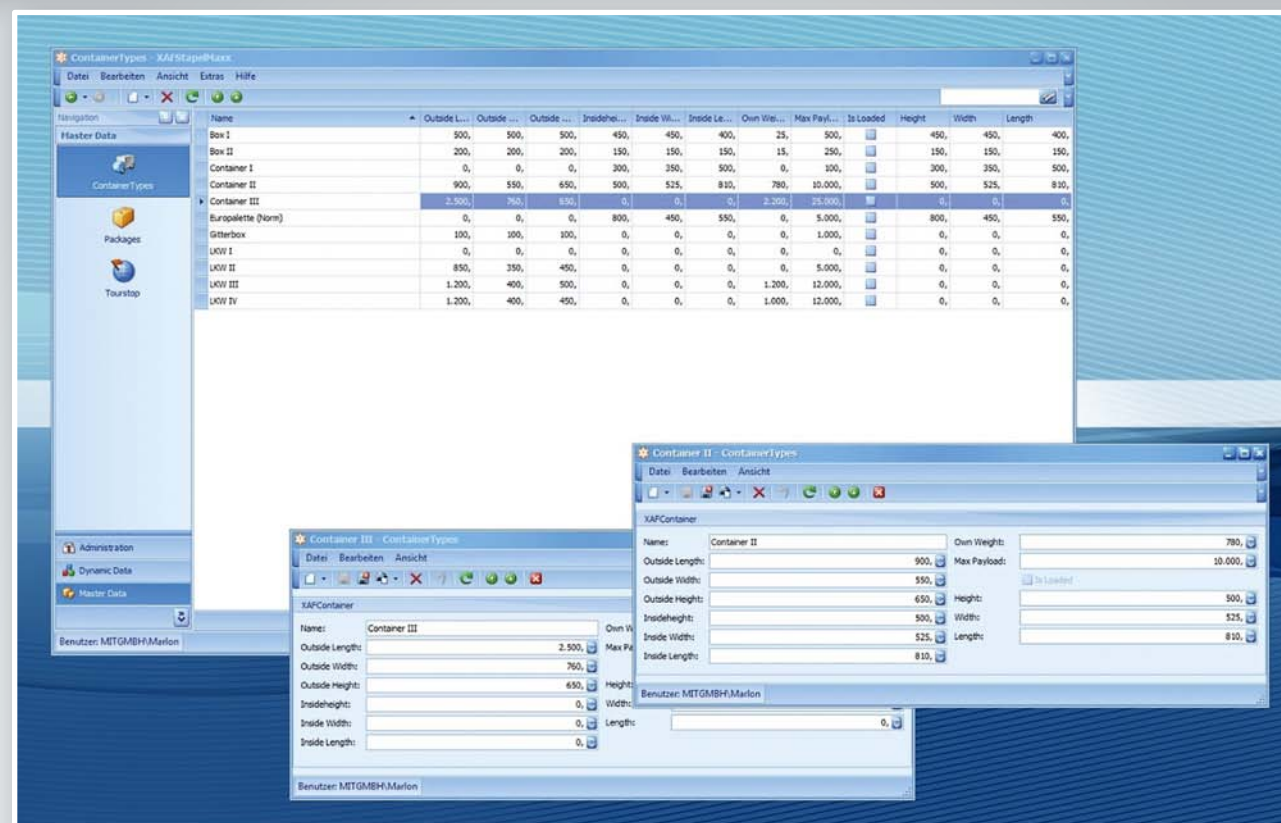 ContainerTypes - XAFStapelMaxx
Datei Bearbeiten Ansicht Extras Hilfe
Navigation
Master Data
ContainerTypes
Packages
Tourstop
Administration
Dynamic Data
Master Data
Name Outside L... Outside ... Outside ... Insidehei... Inside Wi... Inside Le... Own Wei... Max Payl... Is Loaded Height Width Length
Box I 500, 500, 500, 450, 450, 400, 25, 500, 450, 450, 400,
Box II 200, 200, 200, 150, 150, 150, 15, 250, 150, 150, 150,
Container I 0, 0, 0, 300, 350, 500, 0, 100, 300, 350, 500,
Container II 900, 550, 650, 500, 525, 810, 780, 10.000, 500, 525, 810,
Container III 2.500, 760, 650, 0, 0, 0, 2.200, 25.000, 0, 0, 0,
Europalette (Norm) 0, 0, 0, 800, 450, 550, 0, 5.000, 800, 450, 550,
Gitterbox 100, 100, 100, 0, 0, 0, 0, 1.000, 0, 0, 0,
LKW I 0, 0, 0, 0, 0, 0, 0, 0, 0, 0, 0,
LKW II 850, 350, 450, 0, 0, 0, 0, 5.000, 0, 0, 0,
LKW III 1.200, 400, 500, 0, 0, 0, 1.200, 12.000, 0, 0, 0,
LKW IV 1.200, 400, 450, 0, 0, 0, 1.000, 12.000, 0, 0, 0,
Benutzer: MITGMBH\Marlon
Container III - ContainerTypes
Datei Bearbeiten Ansicht
XAFContainer
Name: Container III Own W
Outside Length: 2.500, Max Pa
Outside Width: 760,
Outside Height: 650, Height:
Insideheight: 0, Width:
Inside Width: 0, Length: 0,
Inside Length: 0,
Benutzer: MITGMBH\Marlon
Container II - ContainerTypes
Datei Bearbeiten Ansicht
XAFContainer
Name: Container II Own Weight: 780,
Outside Length: 900, Max Payload: 10.000,
Outside Width: 550, Is Loaded
Outside Height: 650, Height: 500,
Insideheight: 500, Width: 525,
Inside Width: 525, Length: 810,
Inside Length: 810,
Benutzer: MITGMBH\Marlon